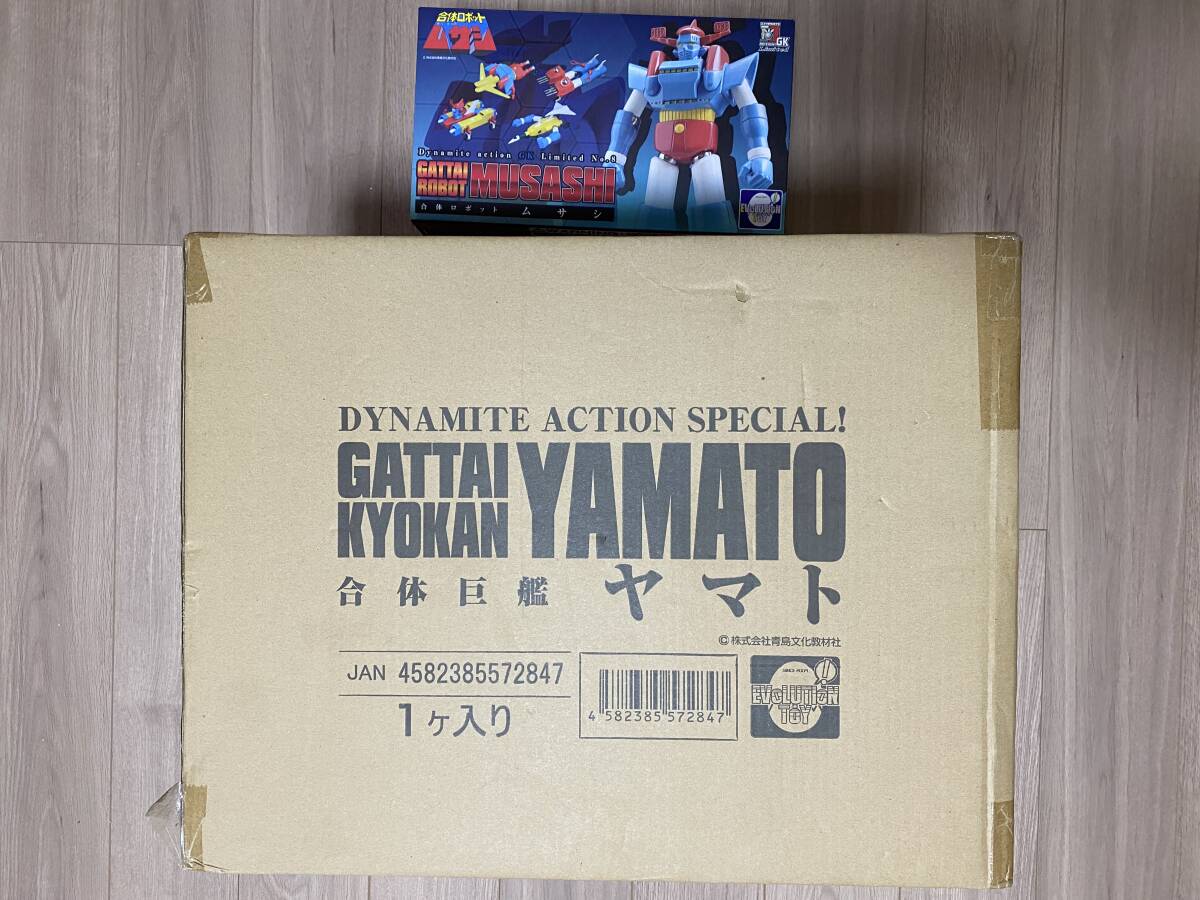 合体ロボット
ムサシ
Dynamite action GK Limited No.8
GATTAI ROBOT MUSASHI
合体ロボット ムサシ
GK
EVOLUTION TOY
DYNAMITE ACTION SPECIAL!
GATTAI KYOKAN YAMATO
合体巨艦 ヤマト
©株式会社青島文化教材社
JAN 4582385572847
1ヶ入り
4 582385 572847
EVOLUTION TOY